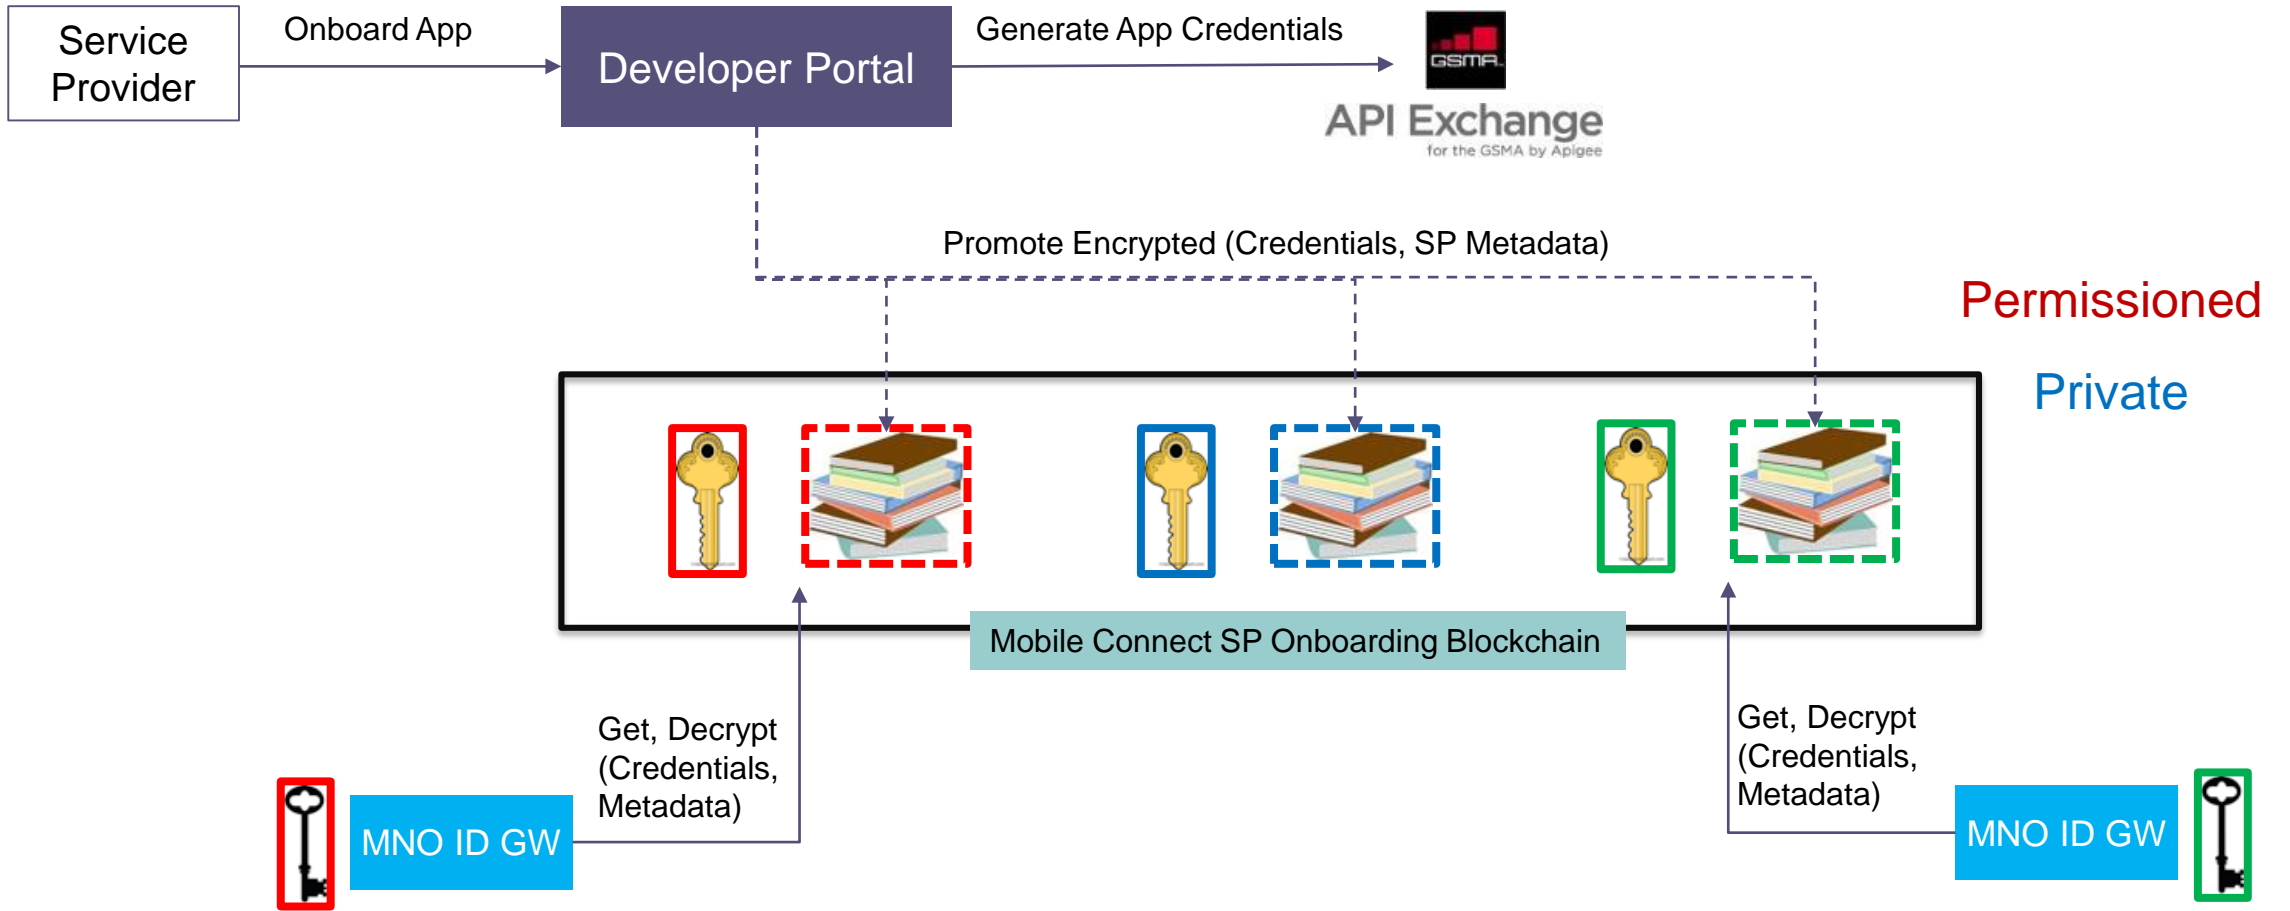 Service
Provider
Onboard App
Developer Portal
Generate App Credentials
GSMA
API Exchange
for the GSMA by Apigee
Promote Encrypted (Credentials, SP Metadata)
Permissioned
Private
Mobile Connect SP Onboarding Blockchain
Get, Decrypt
(Credentials,
Metadata)
MNO ID GW
Get, Decrypt
(Credentials,
Metadata)
MNO ID GW